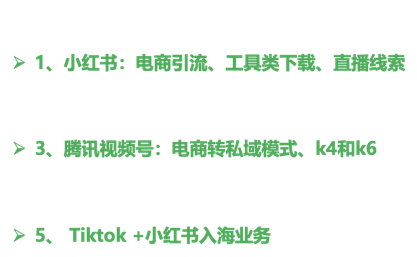 ➢ 1、小红书：电商引流、工具类下载、直播线索
➢ 3、腾讯视频号：电商转私域模式、k4和k6
➢ 5、 Tiktok +小红书入海业务